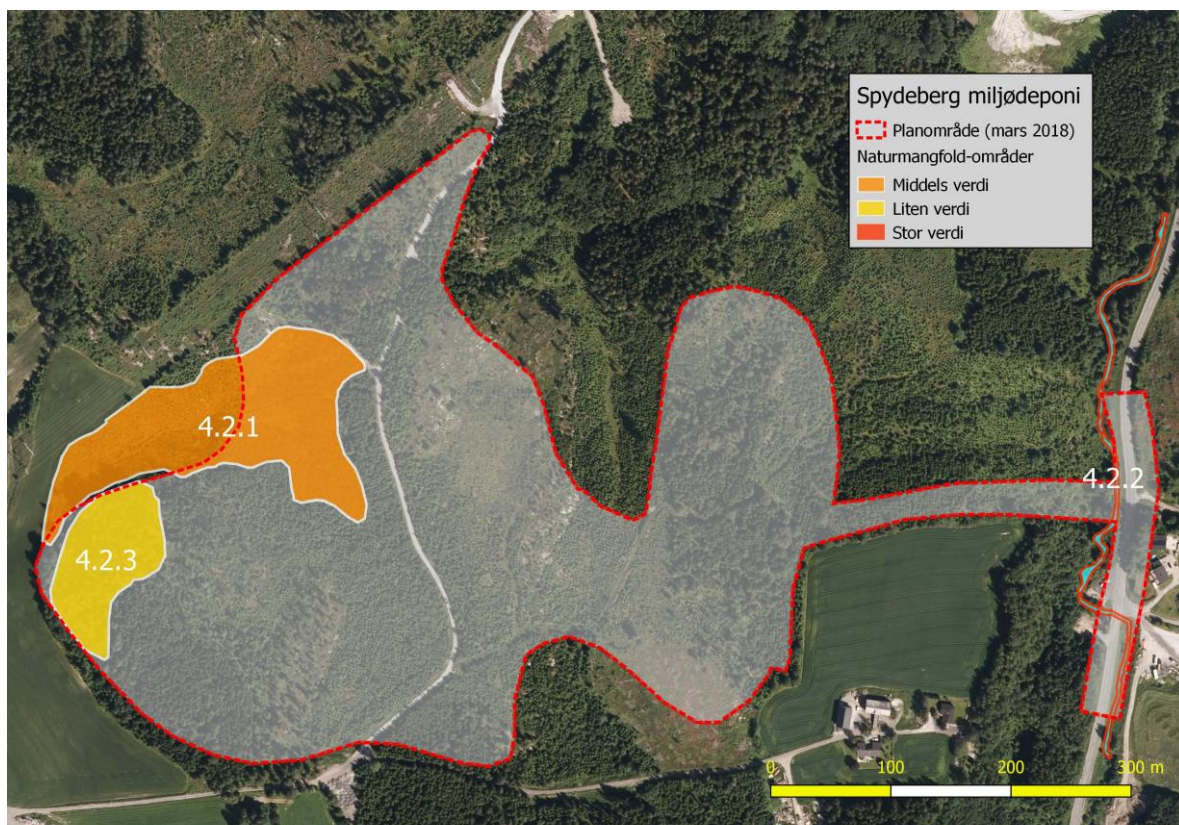 Spydeberg miljødeponi
Planområde (mars 2018)
Naturmangfold-områder
Middels verdi
Liten verdi
Stor verdi
4.2.1
4.2.2
4.2.3
0 100 200 300 m